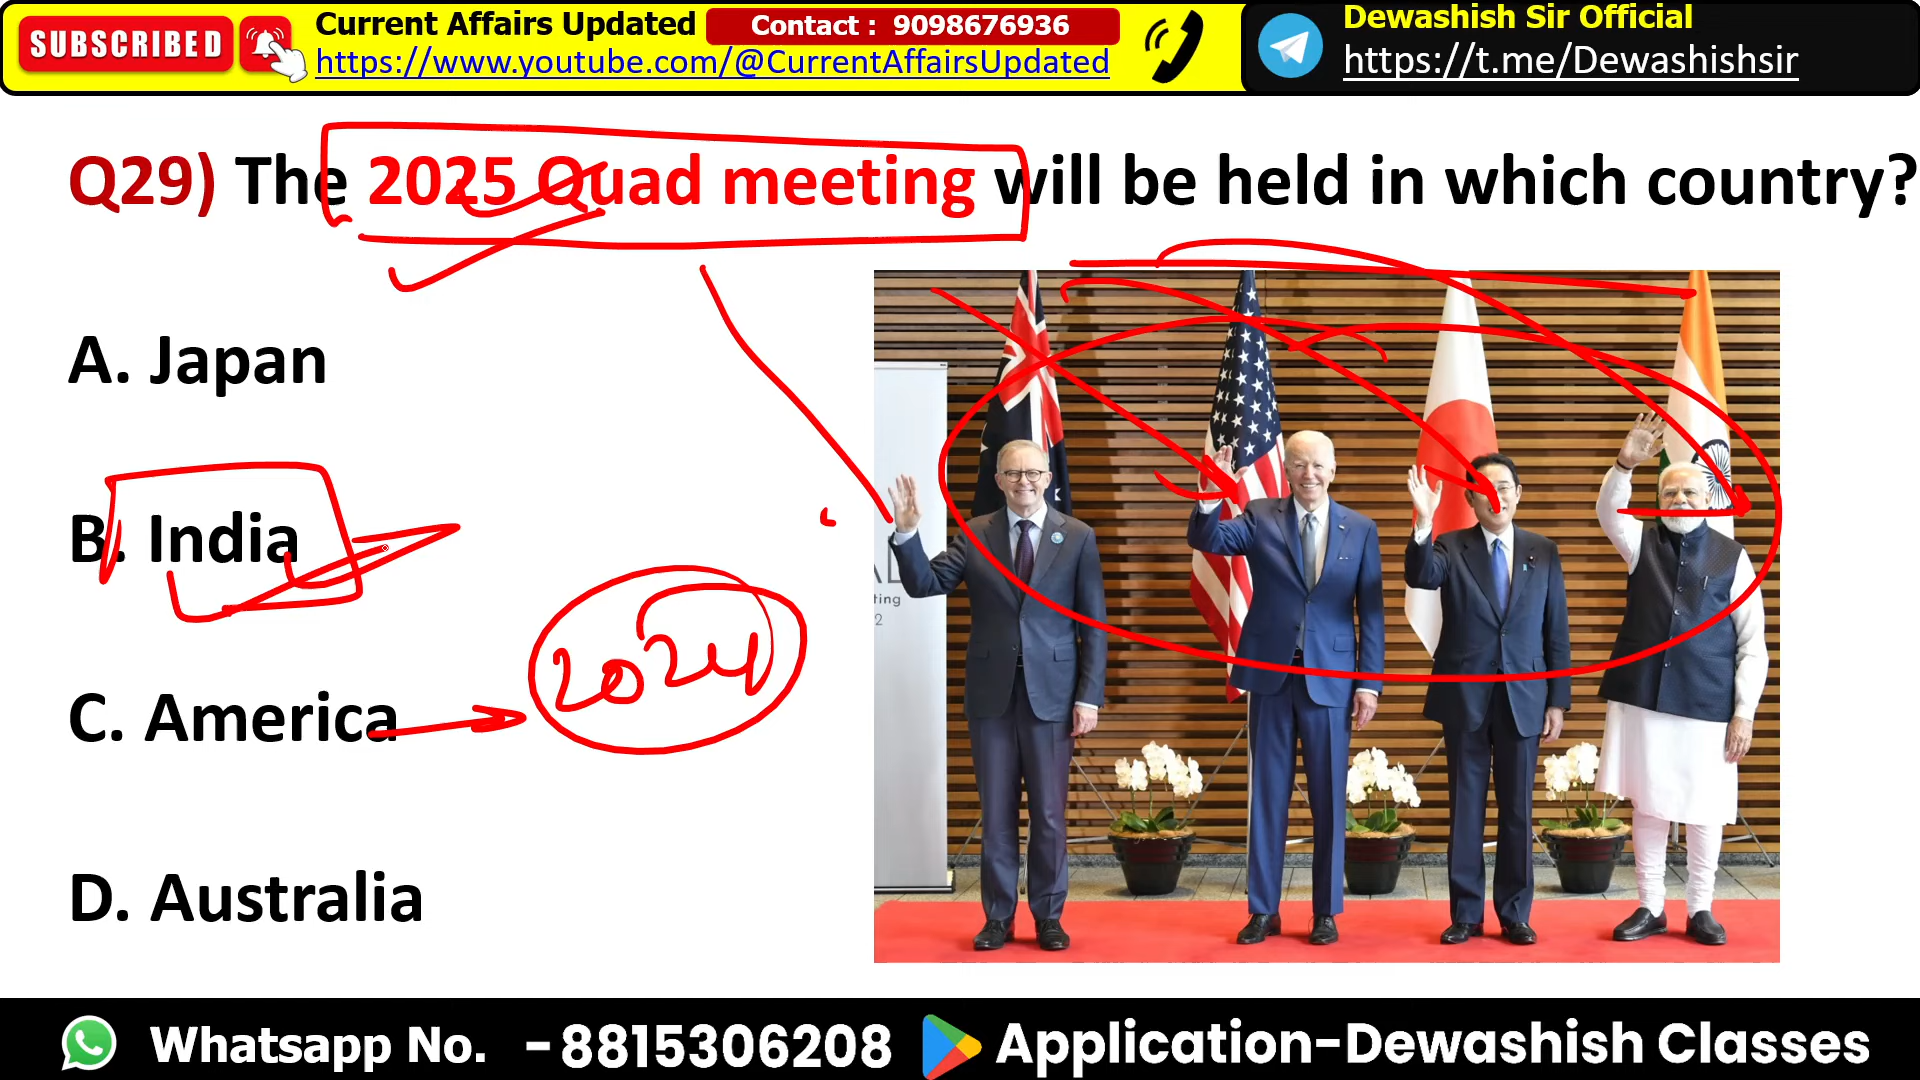 SUBSCRIBED
Current Affairs Updated
Contact : 9098676936
https://www.youtube.com/@CurrentAffairsUpdated
Dewashish Sir Official
https://t.me/Dewashishsir
Q29) The 2025 Quad meeting will be held in which country?
A. Japan
B. India
C. America
2024
D. Australia
Whatsapp No. - 8815306208
Application-Dewashish Classes